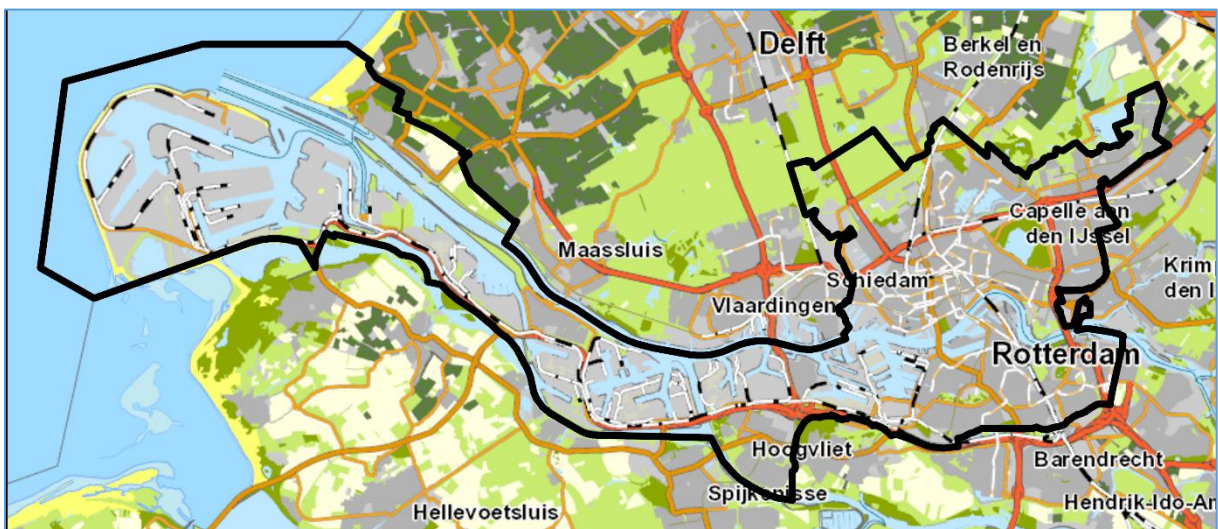 Delft
Berkel en
Rodenrijs
Maassluis
Capelle aan
den IJssel
Krim
den I
Schiedam
Vlaardingen
Rotterdam
Hoogvliet
Barendrecht
Spijkenisse
Hendrik-Ido-Am
Hellevoetsluis